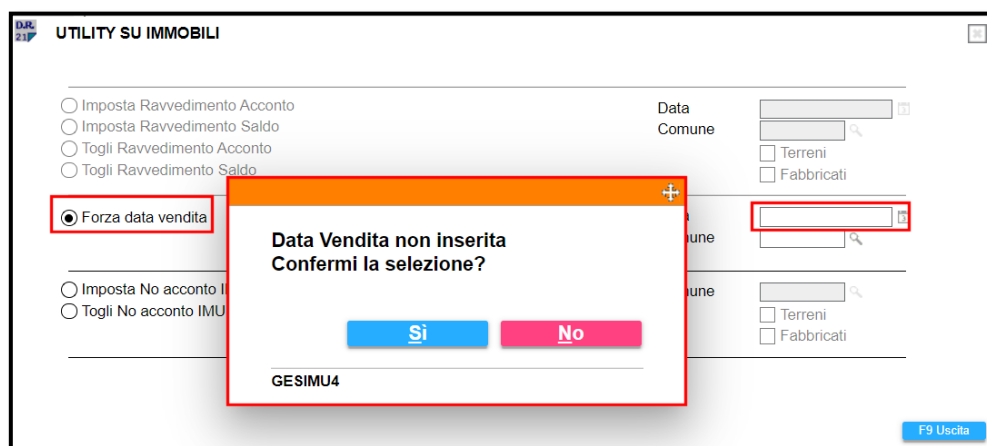 D.R.
21
UTILITY SU IMMOBILI
Imposta Ravvedimento Acconto
Imposta Ravvedimento Saldo
Togli Ravvedimento Acconto
Togli Ravvedimento Saldo
Data
Comune
Terreni
Fabbricati
Forza data vendita
Data Vendita non inserita
Confermi la selezione?
Sì No
GESIMU4
a
mune
Imposta No acconto I
Togli No acconto IMU
mune
Terreni
Fabbricati
F9 Uscita